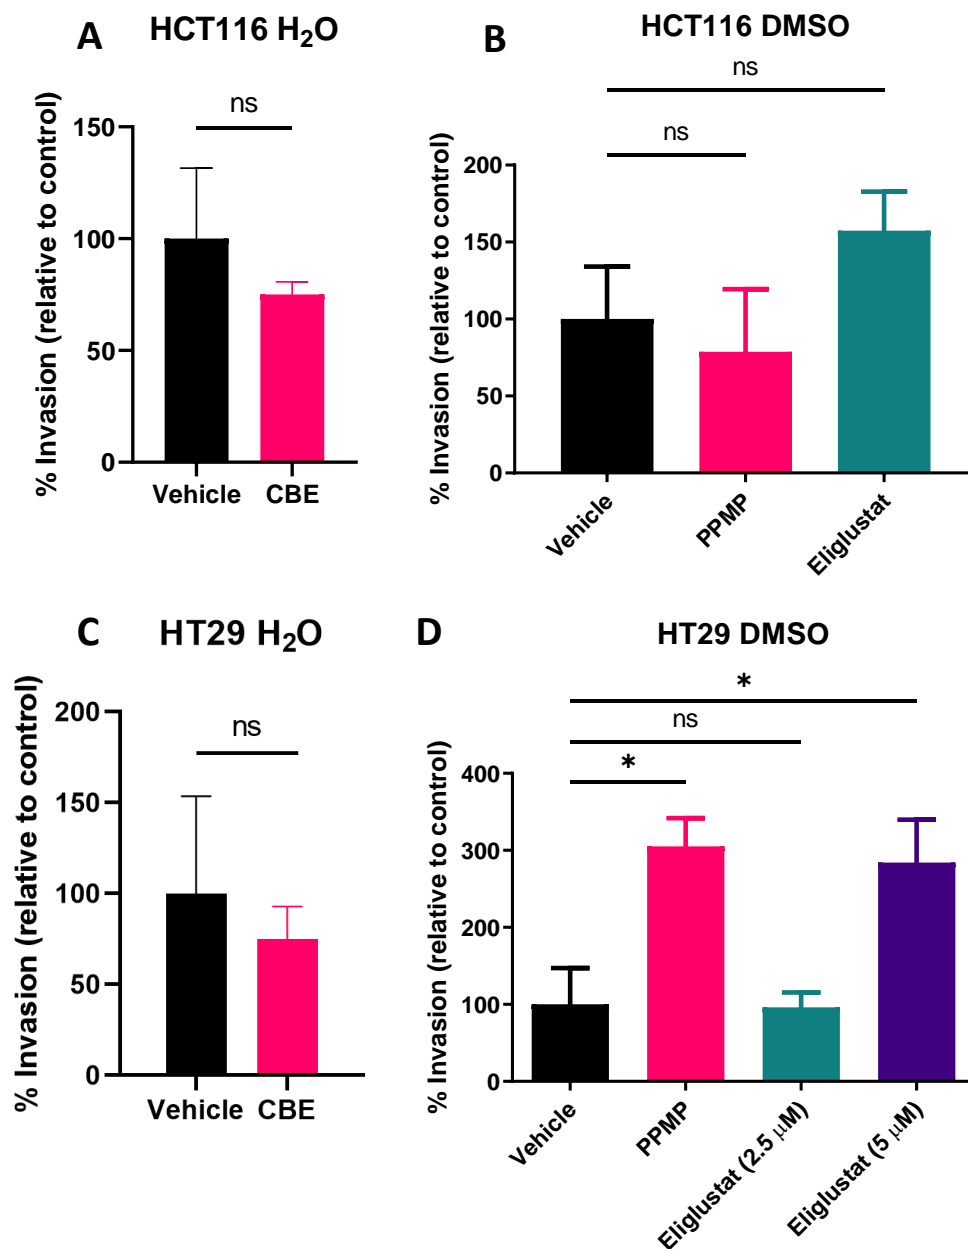 A
HCT116 H₂O
% Invasion (relative to control)
150
100
50
0
ns
Vehicle
CBE
B
HCT116 DMSO
% Invasion (relative to control)
200
150
100
50
0
ns
ns
Vehicle
PPMP
Eliglustat
C
HT29 H₂O
% Invasion (relative to control)
200
150
100
50
0
ns
Vehicle
CBE
D
HT29 DMSO
% Invasion (relative to control)
400
300
200
100
0
*
ns
*
Vehicle
PPMP
Eliglustat (2.5 μM)
Eliglustat (5 μM)